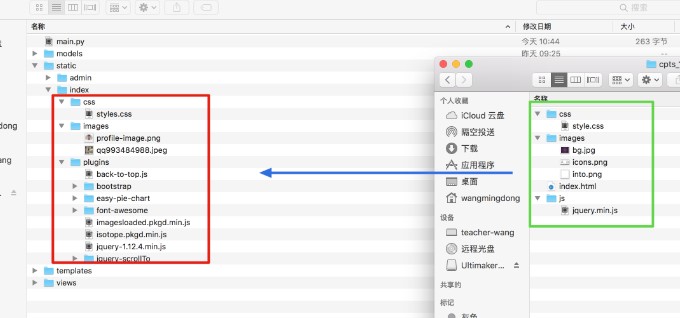 搜索
名称
修改日期
大小
main.py
今天 10:44
263 字节
models
昨天 09:25
static
admin
index
css
styles.css
images
profile-image.png
qq993484988.jpeg
plugins
back-to-top.js
bootstrap
easy-pie-chart
font-awesome
imagesloaded.pkgd.min.js
isotope.pkgd.min.js
jquery-1.12.4.min.js
jquery-scrollTo
templates
views
dong
个人收藏
iCloud 云盘
隔空投送
下载
应用程序
桌面
wangmingdong
设备
teacher-wang
远程光盘
Ultimaker...
共享的
标记
名称
css
style.css
images
bg.jpg
icons.png
into.png
index.html
js
jquery.min.js